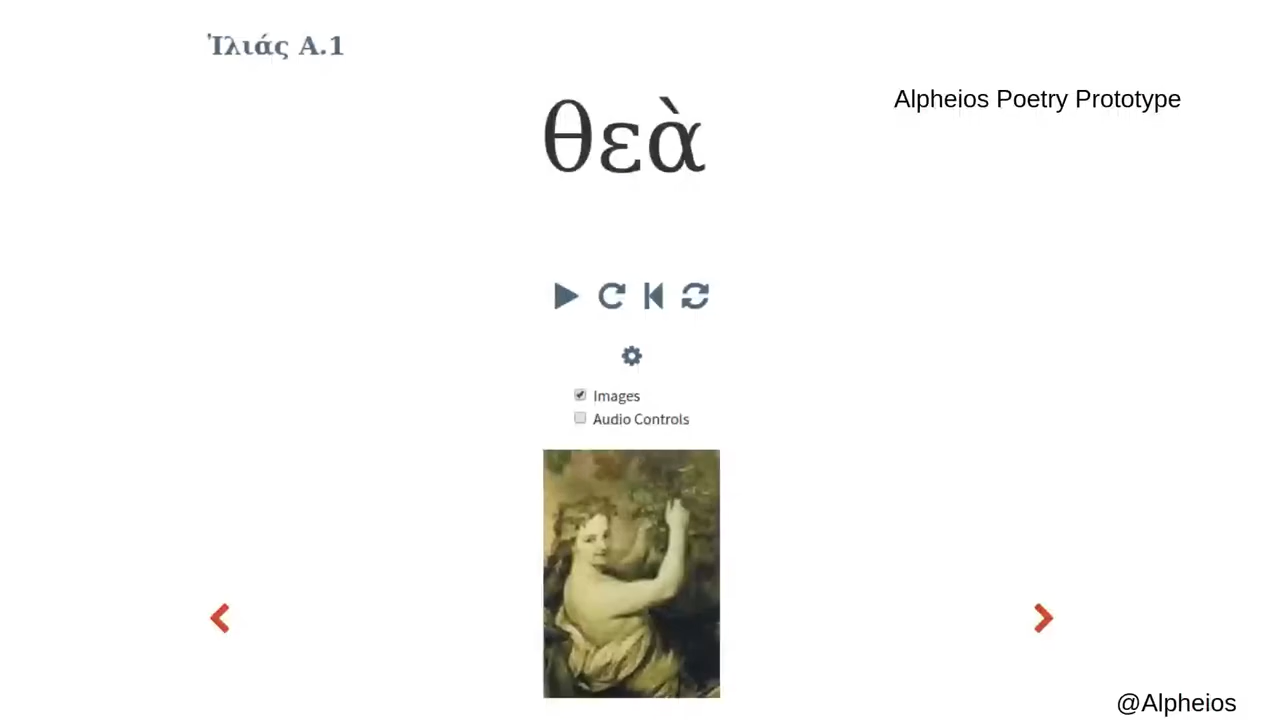 Ἰλιάς Α.1
Alpheios Poetry Prototype
θεὰ
Images
Audio Controls
@Alpheios